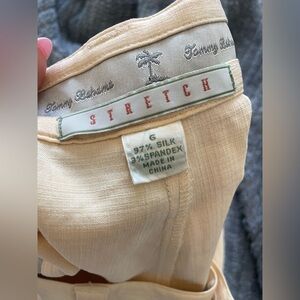 Tommy Bahama
Tommy Bahama
STRETCH
6
97% SILK
3% SPANDEX
MADE IN
CHINA